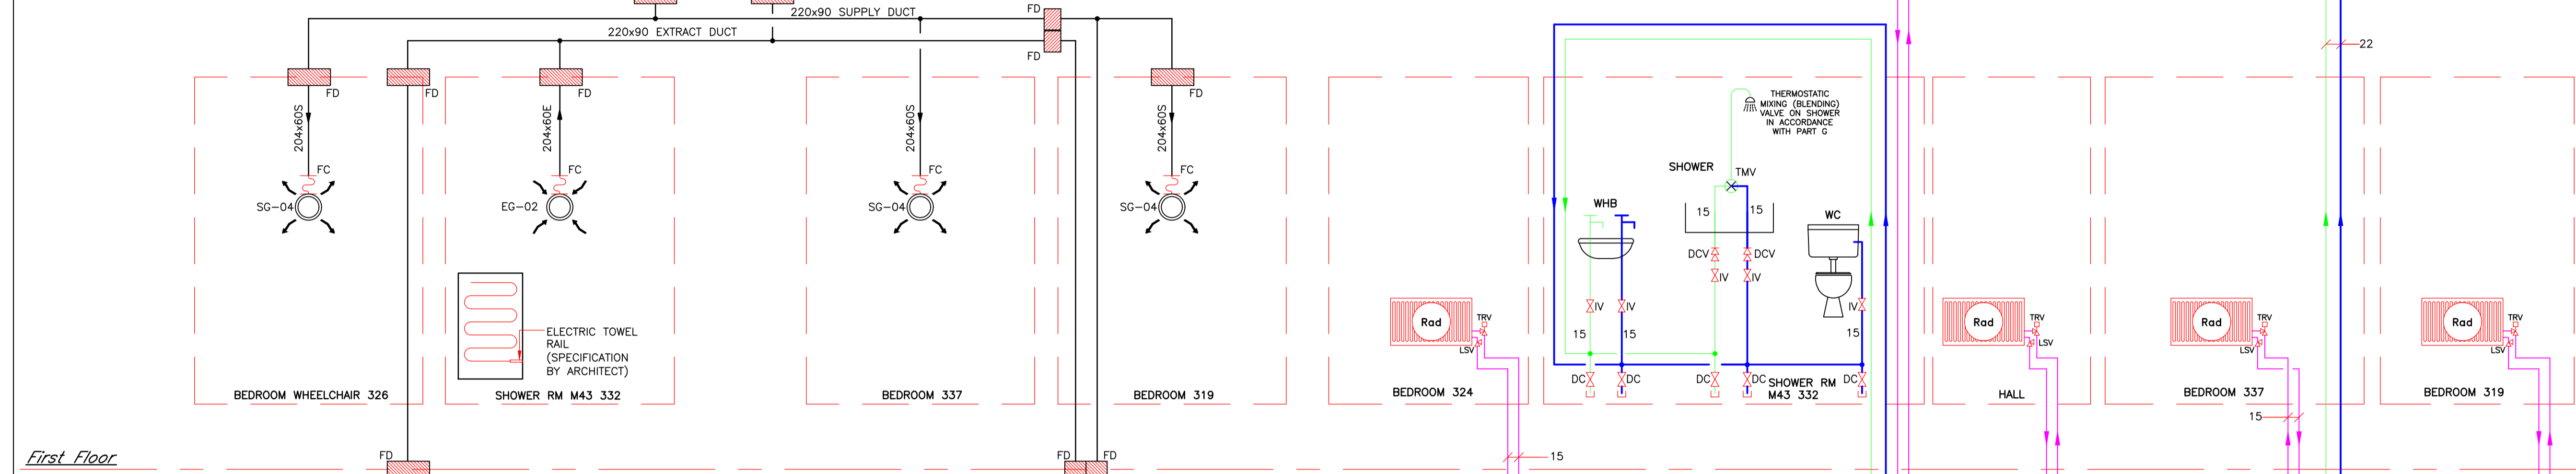 220x90 SUPPLY DUCT
FD
220x90 EXTRACT DUCT
FD
22
FD
FD
FD
FD
204x60S
204x60E
204x60S
204x60S
FC
FC
FC
FC
SG-04
EG-02
SG-04
SG-04
ELECTRIC TOWEL
RAIL
(SPECIFICATION
BY ARCHITECT)
BEDROOM WHEELCHAIR 326
SHOWER RM M43 332
BEDROOM 337
BEDROOM 319
THERMOSTATIC
MIXING (BLENDING)
VALVE ON SHOWER
IN ACCORDANCE
WITH PART G
SHOWER
TMV
WHB
15
15
WC
DCV
DCV
IV
IV
IV
IV
IV
15
15
15
DC
DC
DC
DC
DC
SHOWER RM
M43 332
Rad
TRV
LSV
BEDROOM 324
Rad
TRV
LSV
HALL
Rad
TRV
LSV
BEDROOM 337
15
Rad
TRV
LSV
BEDROOM 319
First Floor
FD
FD
FD
15